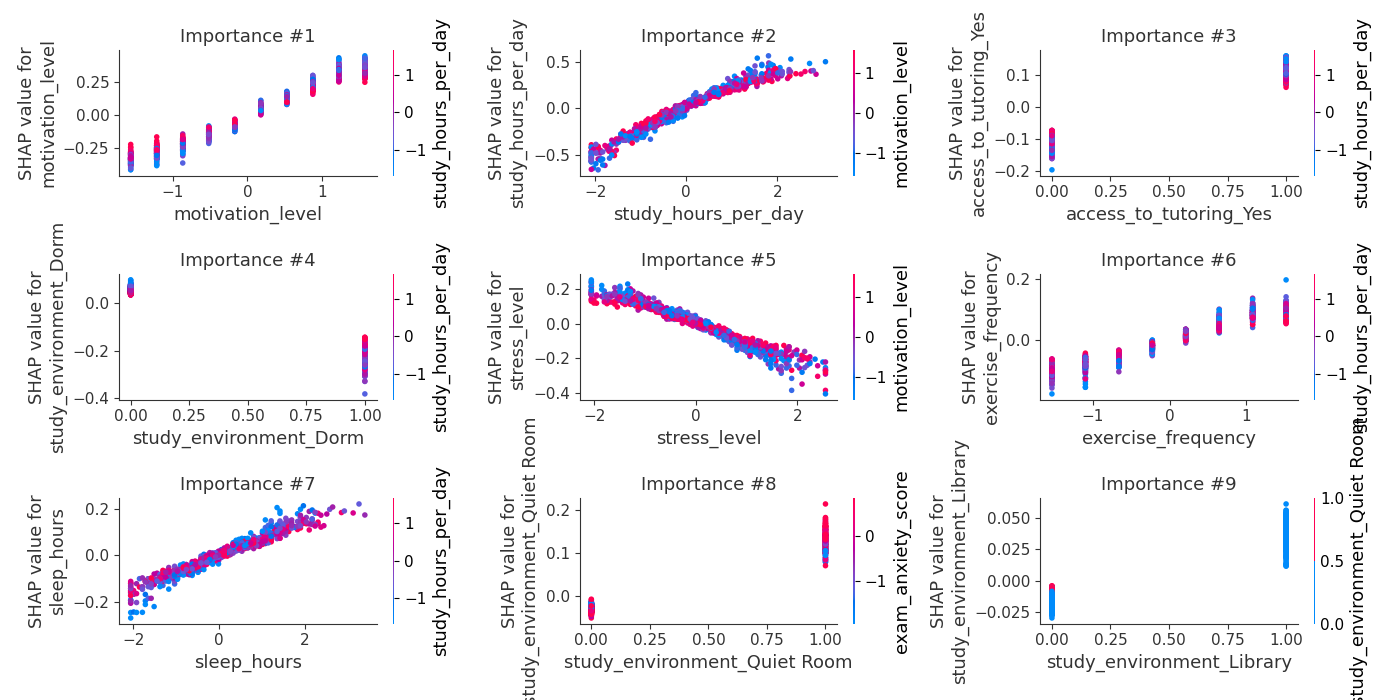 Importance #1
SHAP value for
motivation_level
0.25
0.00
−0.25
−1
0
1
motivation_level
1
0
−1
study_hours_per_day
Importance #2
SHAP value for
study_hours_per_day
0.5
0.0
−0.5
−2
0
2
study_hours_per_day
1
0
−1
motivation_level
Importance #3
SHAP value for
access_to_tutoring_Yes
0.1
0.0
−0.1
−0.2
0.00
0.25
0.50
0.75
1.00
access_to_tutoring_Yes
1
0
−1
study_hours_per_day
Importance #4
SHAP value for
study_environment_Dorm
0.0
−0.2
−0.4
0.00
0.25
0.50
0.75
1.00
study_environment_Dorm
1
0
−1
study_hours_per_day
Importance #5
SHAP value for
stress_level
0.2
0.0
−0.2
−0.4
−2
0
2
stress_level
1
0
−1
motivation_level
Importance #6
SHAP value for
exercise_frequency
0.2
0.0
−1
0
1
exercise_frequency
1
0
−1
study_hours_per_day
Importance #7
SHAP value for
sleep_hours
0.2
0.0
−0.2
−2
0
2
sleep_hours
1
0
−1
study_hours_per_day
Importance #8
SHAP value for
study_environment_Quiet Room
0.2
0.1
0.0
0.00
0.25
0.50
0.75
1.00
study_environment_Quiet Room
0
−1
exam_anxiety_score
Importance #9
SHAP value for
study_environment_Library
0.050
0.025
0.000
−0.025
0.00
0.25
0.50
0.75
1.00
study_environment_Library
1.0
0.5
0.0
study_environment_Quiet Room